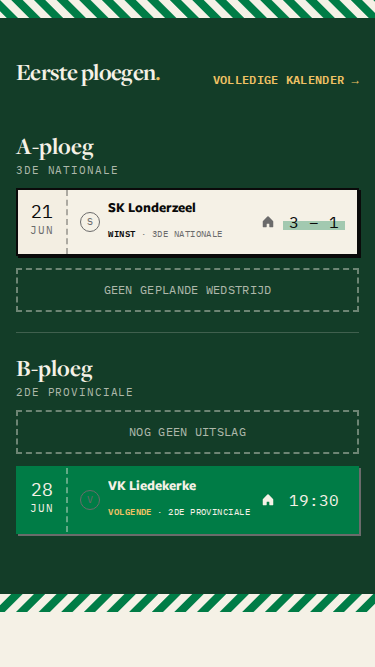 Eerste ploegen.
VOLLEDIGE KALENDER →
A-ploeg
3DE NATIONALE
21
JUN
S
SK Londerzeel
WINST · 3DE NATIONALE
3 – 1
GEEN GEPLANDE WEDSTRIJD
B-ploeg
2DE PROVINCIALE
NOG GEEN UITSLAG
28
JUN
V
VK Liedekerke
VOLGENDE · 2DE PROVINCIALE
19:30